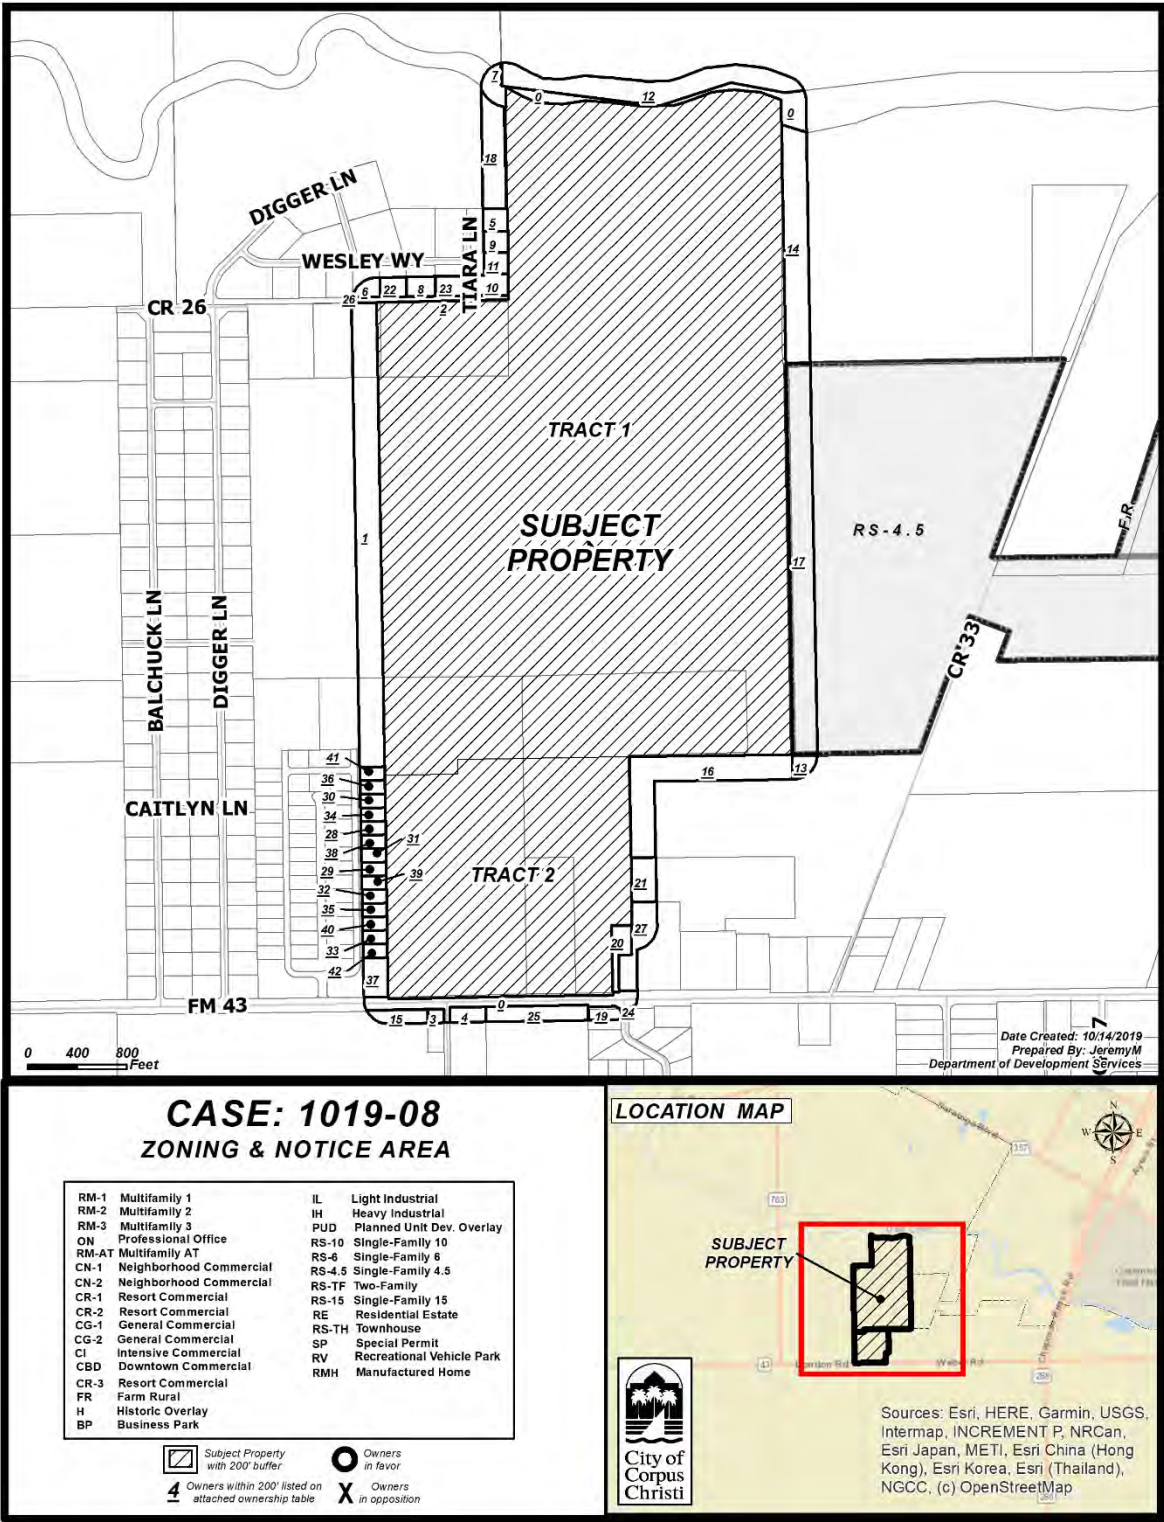 7
0
12
0
18
DIGGER LN
TIARA LN
5
9
14
WESLEY WY
11
6
22
8
23
10
26
2
CR 26
TRACT 1
SUBJECT
PROPERTY
RS-4.5
F.R.
1
17
BALCHUCK LN
DIGGER LN
CR 33
41
36
30
34
28
38
31
29
39
32
35
40
33
42
37
CAITLYN LN
16
13
TRACT 2
21
27
20
FM 43
0
15
3
4
25
19
24
0 400 800
Feet
7
Date Created: 10/14/2019
Prepared By: JeremyM
Department of Development Services
CASE: 1019-08
ZONING & NOTICE AREA
RM-1 Multifamily 1
RM-2 Multifamily 2
RM-3 Multifamily 3
ON Professional Office
RM-AT Multifamily AT
CN-1 Neighborhood Commercial
CN-2 Neighborhood Commercial
CR-1 Resort Commercial
CR-2 Resort Commercial
CG-1 General Commercial
CG-2 General Commercial
CI Intensive Commercial
CBD Downtown Commercial
CR-3 Resort Commercial
FR Farm Rural
H Historic Overlay
BP Business Park
IL Light Industrial
IH Heavy Industrial
PUD Planned Unit Dev. Overlay
RS-10 Single-Family 10
RS-6 Single-Family 6
RS-4.5 Single-Family 4.5
RS-TF Two-Family
RS-15 Single-Family 15
RE Residential Estate
RS-TH Townhouse
SP Special Permit
RV Recreational Vehicle Park
RMH Manufactured Home
Subject Property
with 200' buffer
Owners
in favor
4 Owners within 200' listed on
attached ownership table
X Owners
in opposition
LOCATION MAP
N
W E
S
Saratoga Blvd
357
763
SUBJECT
PROPERTY
43
Weber Rd
286
286
City of
Corpus
Christi
Sources: Esri, HERE, Garmin, USGS,
Intermap, INCREMENT P, NRCan,
Esri Japan, METI, Esri China (Hong
Kong), Esri Korea, Esri (Thailand),
NGCC, (c) OpenStreetMap